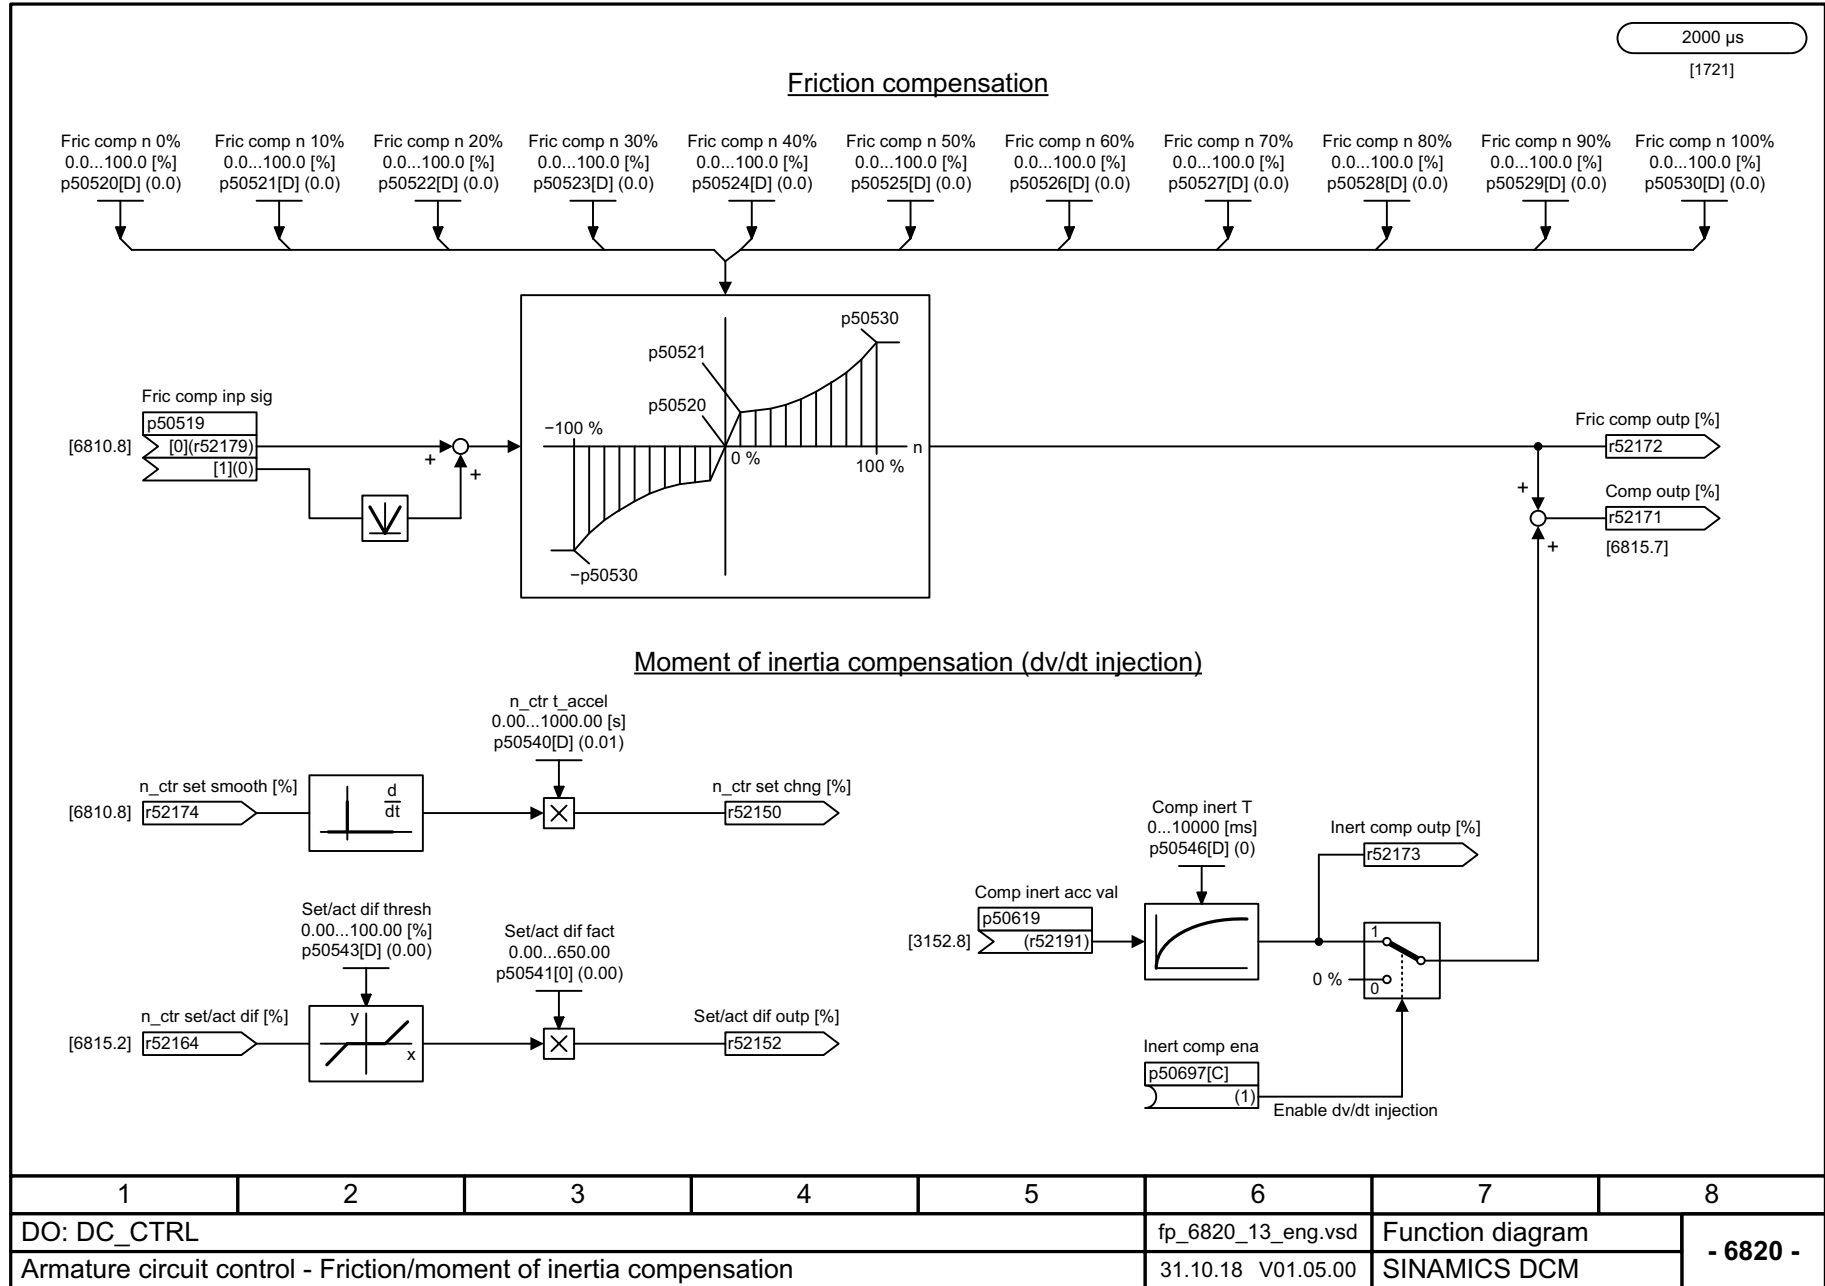 2000 µs
[1721]
Friction compensation
Fric comp n 0%
0.0...100.0 [%]
p50520[D] (0.0)
Fric comp n 10%
0.0...100.0 [%]
p50521[D] (0.0)
Fric comp n 20%
0.0...100.0 [%]
p50522[D] (0.0)
Fric comp n 30%
0.0...100.0 [%]
p50523[D] (0.0)
Fric comp n 40%
0.0...100.0 [%]
p50524[D] (0.0)
Fric comp n 50%
0.0...100.0 [%]
p50525[D] (0.0)
Fric comp n 60%
0.0...100.0 [%]
p50526[D] (0.0)
Fric comp n 70%
0.0...100.0 [%]
p50527[D] (0.0)
Fric comp n 80%
0.0...100.0 [%]
p50528[D] (0.0)
Fric comp n 90%
0.0...100.0 [%]
p50529[D] (0.0)
Fric comp n 100%
0.0...100.0 [%]
p50530[D] (0.0)
Fric comp inp sig
p50519
[6810.8]
[0](r52179)
[1](0)
+
+
p50530
p50521
p50520
−100 %
0 %
100 %
n
−p50530
Fric comp outp [%]
r52172
+
Comp outp [%]
r52171
+
[6815.7]
Moment of inertia compensation (dv/dt injection)
n_ctr t_accel
0.00...1000.00 [s]
p50540[D] (0.01)
n_ctr set smooth [%]
[6810.8]
r52174
d
dt
n_ctr set chng [%]
r52150
Set/act dif thresh
0.00...100.00 [%]
p50543[D] (0.00)
Set/act dif fact
0.00...650.00
p50541[0] (0.00)
n_ctr set/act dif [%]
[6815.2]
r52164
y
x
Set/act dif outp [%]
r52152
Comp inert T
0...10000 [ms]
p50546[D] (0)
Inert comp outp [%]
r52173
Comp inert acc val
p50619
[3152.8]
(r52191)
1
0 %
0
Inert comp ena
p50697[C]
(1)
Enable dv/dt injection
1 2 3 4 5 6 7 8
DO: DC_CTRL
fp_6820_13_eng.vsd
Function diagram
- 6820 -
Armature circuit control - Friction/moment of inertia compensation
31.10.18 V01.05.00
SINAMICS DCM